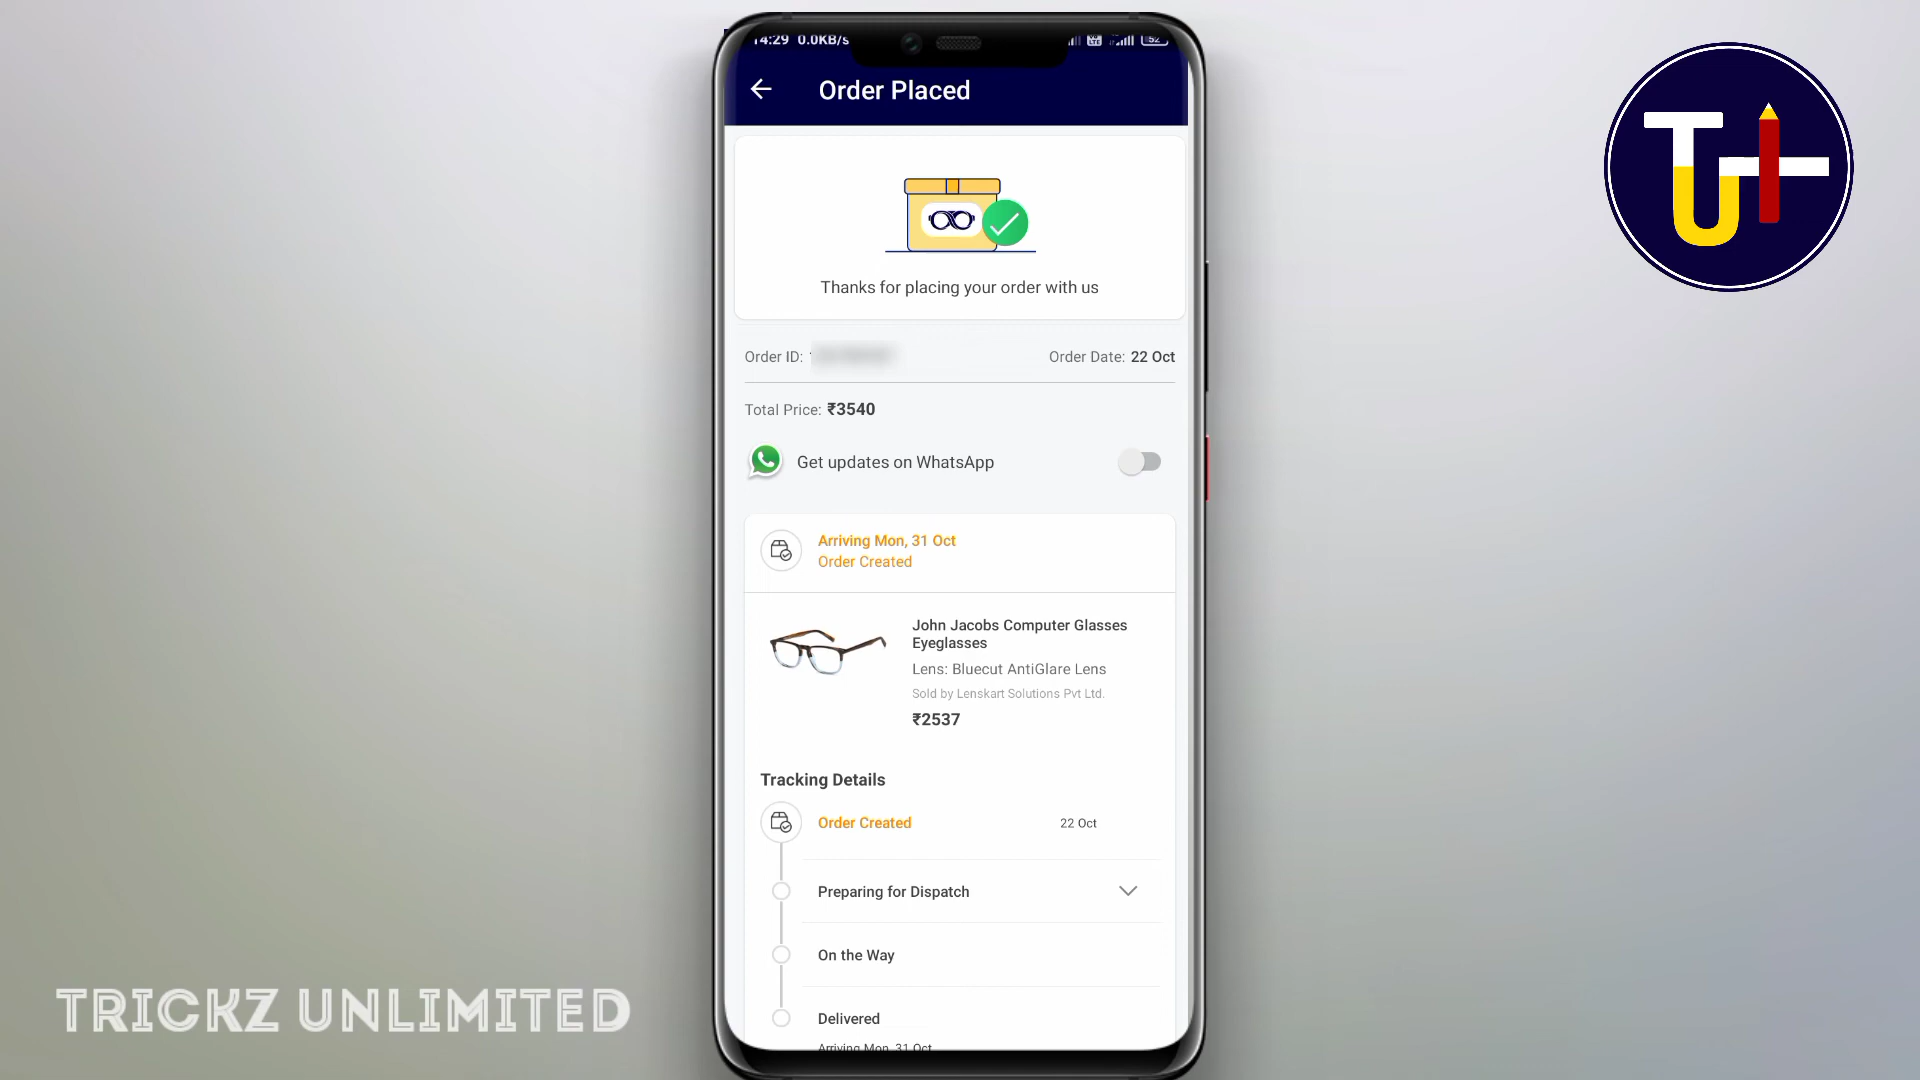 14:29 0.0KB/s
52
Order Placed
Thanks for placing your order with us
Order ID:
Order Date: 22 Oct
Total Price: ₹3540
Get updates on WhatsApp
Arriving Mon, 31 Oct
Order Created
John Jacobs Computer Glasses
Eyeglasses
Lens: Bluecut AntiGlare Lens
Sold by Lenskart Solutions Pvt Ltd.
₹2537
Tracking Details
Order Created 22 Oct
Preparing for Dispatch
On the Way
Delivered
Arriving Mon, 31 Oct
TU
TRICKZ UNLIMITED